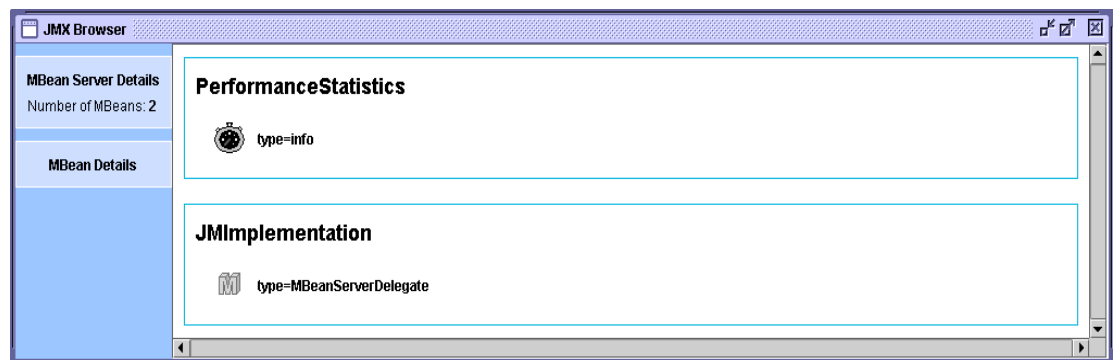 JMX Browser
MBean Server Details
Number of MBeans: 2
MBean Details
PerformanceStatistics
type=info
JMImplementation
type=MBeanServerDelegate